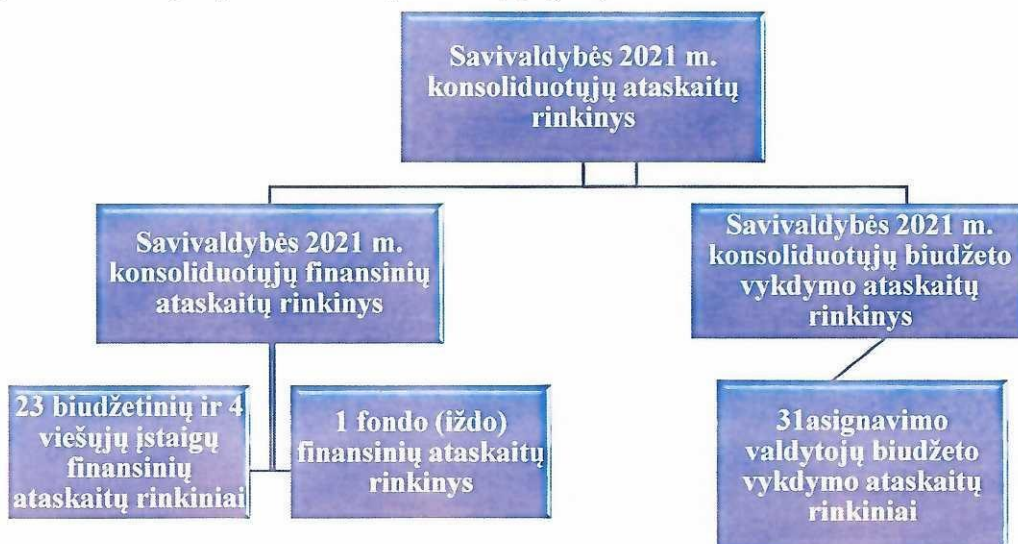 Savivaldybės 2021 m.
konsoliduotųjų ataskaitų
rinkinys
Savivaldybės 2021 m.
konsoliduotųjų finansinių
ataskaitų rinkinys
Savivaldybės 2021 m.
konsoliduotųjų biudžeto
vykdymo ataskaitų
rinkinys
23 biudžetinių ir 4
viešųjų įstaigų
finansinių
ataskaitų rinkiniai
1 fondo (iždo)
finansinių ataskaitų
rinkinys
31asignavimo
valdytojų biudžeto
vykdymo ataskaitų
rinkiniai